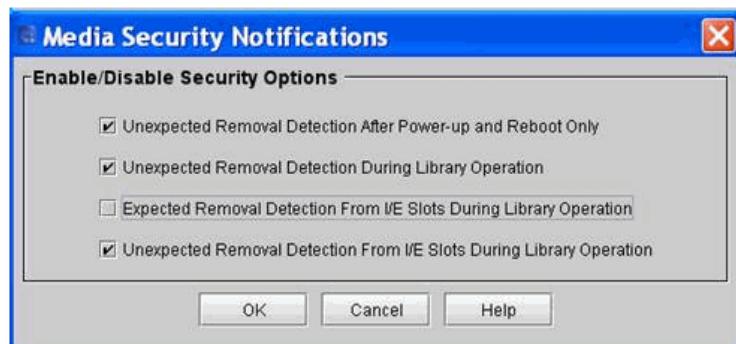 Media Security Notifications
Enable/Disable Security Options
Unexpected Removal Detection After Power-up and Reboot Only
Unexpected Removal Detection During Library Operation
Expected Removal Detection From I/E Slots During Library Operation
Unexpected Removal Detection From I/E Slots During Library Operation
OK Cancel Help